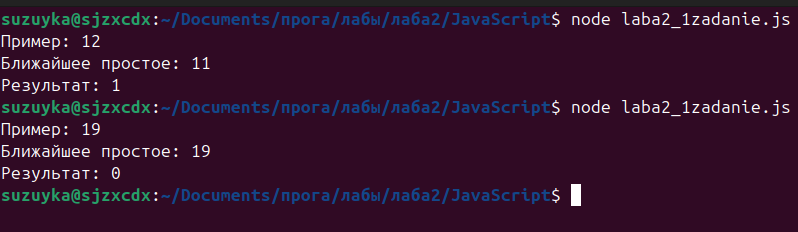 suzuyka@sjzxcdx:~/Documents/прога/лабы/лаба2/JavaScript$ node laba2_1zadanie.js
Пример: 12
Ближайшее простое: 11
Результат: 1
suzuyka@sjzxcdx:~/Documents/прога/лабы/лаба2/JavaScript$ node laba2_1zadanie.js
Пример: 19
Ближайшее простое: 19
Результат: 0
suzuyka@sjzxcdx:~/Documents/прога/лабы/лаба2/JavaScript$